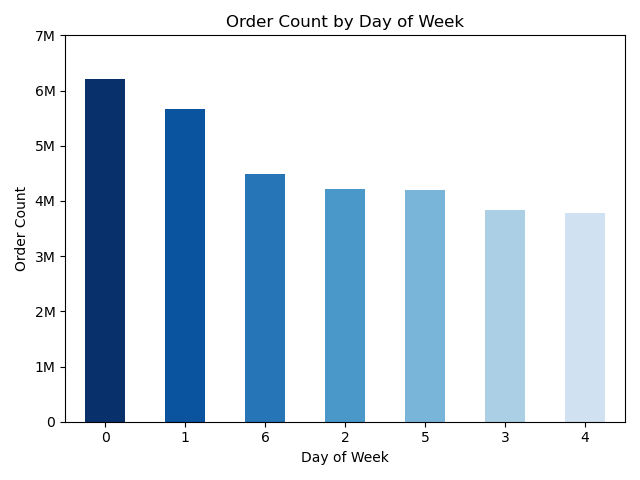 Order Count by Day of Week
7M
6M
5M
4M
3M
2M
1M
0
Order Count
0 1 6 2 5 3 4
Day of Week